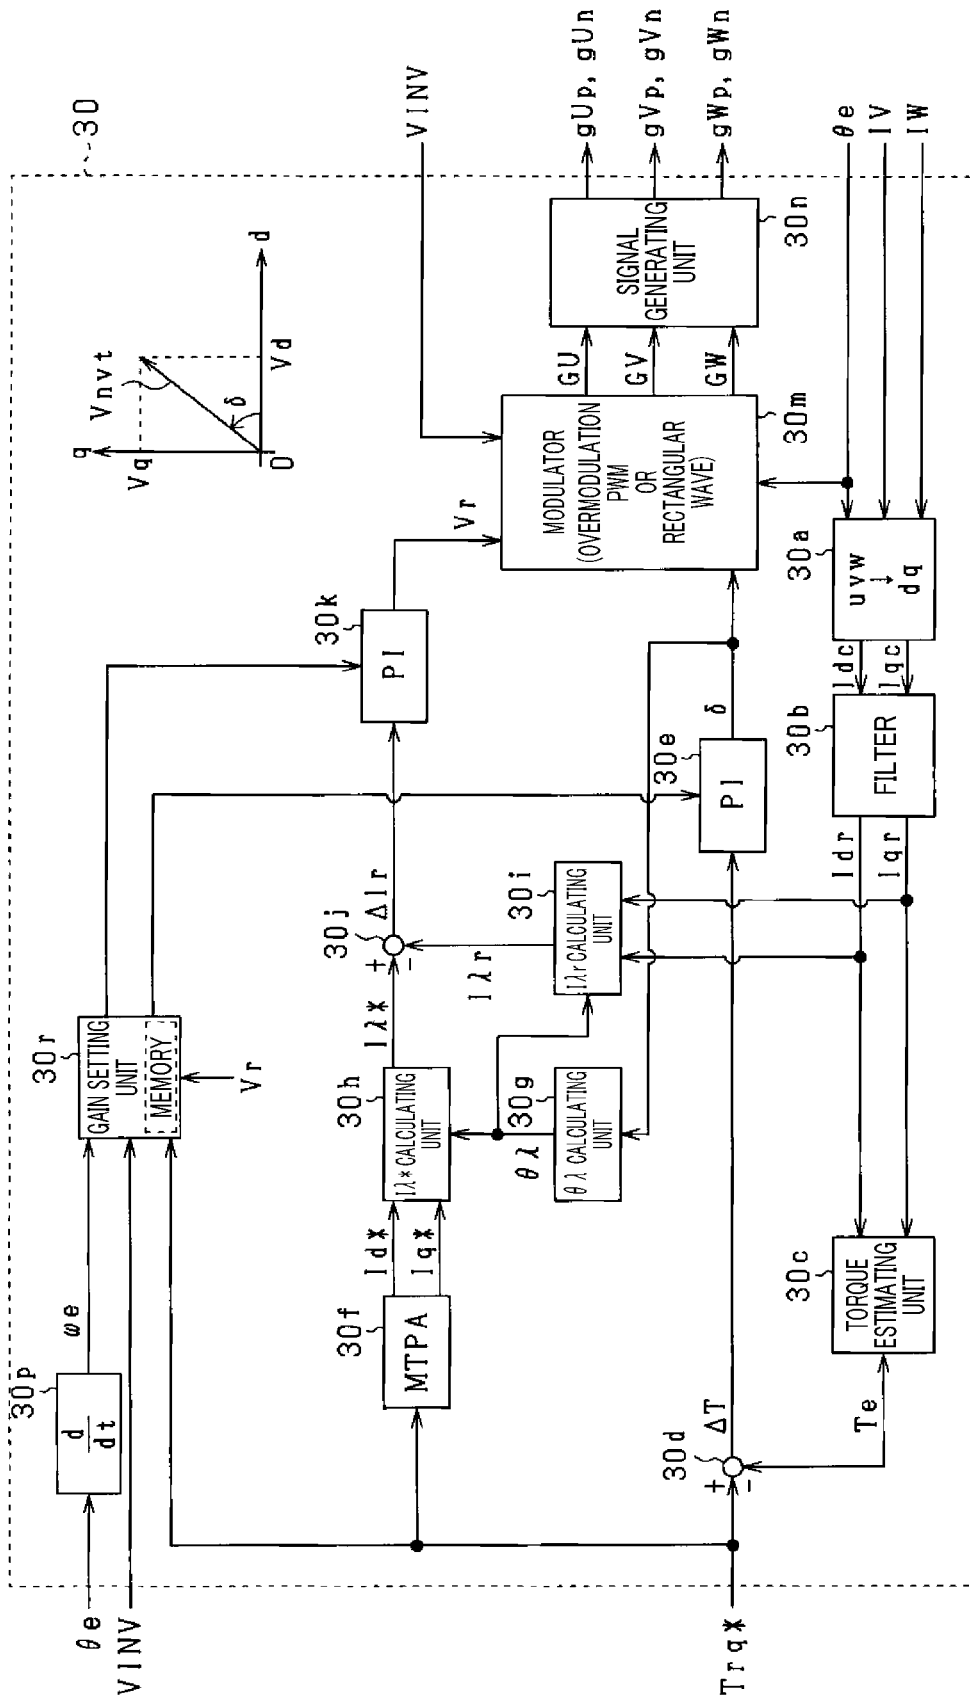 30
θe
VINV
30p
d
dt
ωe
30r
GAIN SETTING
UNIT
MEMORY
Vr
q
Vq
Vnvt
δ
0
Vd
d
VINV
30f
MTPA
Id*
Iq*
30h
Iλ* CALCULATING
UNIT
Iλ*
30j
+
-
ΔIr
30k
PI
Vr
θλ
30g
θλ CALCULATING
UNIT
Iλr
30i
Iλr CALCULATING
UNIT
MODULATOR
(OVERMODULATION
PWM
OR
RECTANGULAR
WAVE)
30m
GU
GV
GW
SIGNAL
GENERATING
UNIT
30n
gUp, gUn
gVp, gVn
gWp, gWn
Trq*
30d
+
-
ΔT
30e
PI
δ
Te
30c
TORQUE
ESTIMATING
UNIT
Idr
Iqr
30b
FILTER
Idc
Iqc
30a
uvw
↓
dq
θe
IV
IW